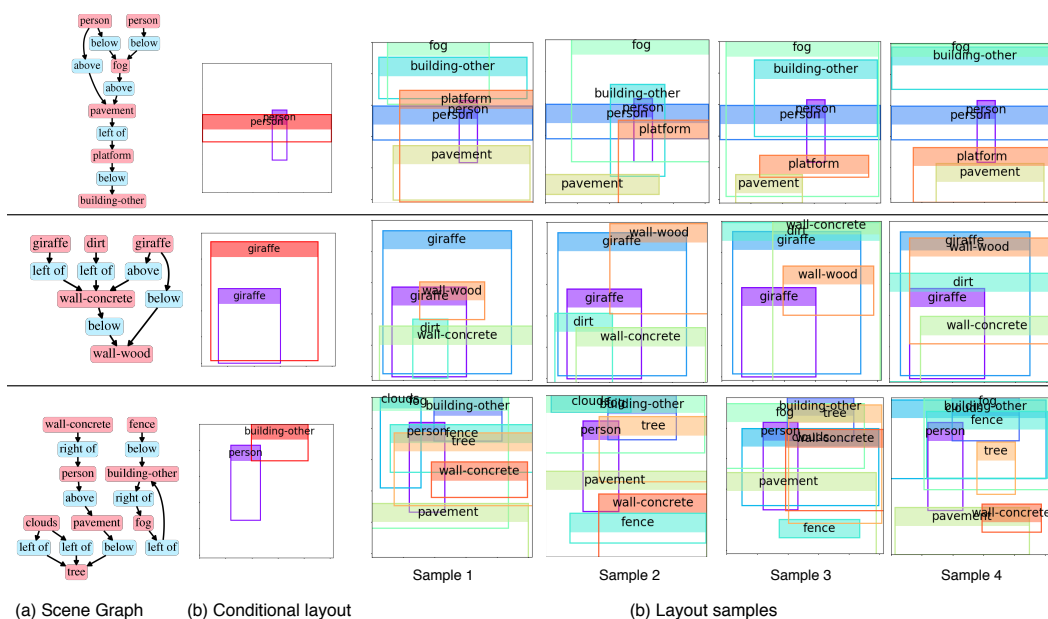 person person
below below
above fog
above
pavement
left of
platform
below
building-other
person
person
fog
building-other
platform
person
person
pavement
fog
building-other
person
person
platform
pavement
fog
building-other
person
person
platform
pavement
fog
building-other
person
person
platform
pavement
giraffe dirt giraffe
left of left of above
wall-concrete below
below
wall-wood
giraffe
giraffe
giraffe
wall-wood
giraffe
dirt
wall-concrete
wall-wood
giraffe
giraffe
dirt
wall-concrete
wall-concrete
dirt
giraffe
wall-wood
giraffe
giraffe
wall-wood
dirt
giraffe
wall-concrete
wall-concrete fence
right of below
person building-other
above right of
clouds pavement fog
left of left of below left of
tree
building-other
person
clouds
fog
building-other
person
fence
tree
wall-concrete
pavement
clouds
fog
building-other
person
tree
pavement
wall-concrete
fence
building-other
fog
tree
person
clouds
wall-concrete
pavement
fence
fog
clouds
building-other
fence
person
tree
pavement
wall-concrete
Sample 1 Sample 2 Sample 3 Sample 4
(a) Scene Graph (b) Conditional layout (b) Layout samples